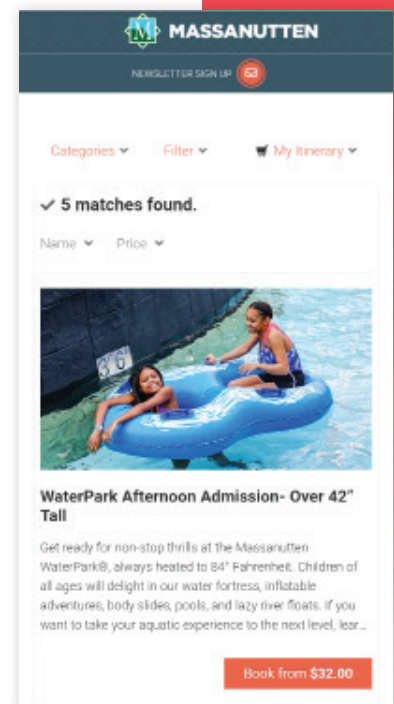 MASSANUTTEN
NEWSLETTER SIGN UP
Categories
Filter
My Itinerary
5 matches found.
Name
Price
3'6"
WaterPark Afternoon Admission- Over 42"
Tall
Get ready for non-stop thrills at the Massanutten
WaterPark®, always heated to 84° Fahrenheit. Children of
all ages will delight in our water fortress, inflatable
adventures, body slides, pools, and lazy river floats. If you
want to take your aquatic experience to the next level, lear...
Book from $32.00